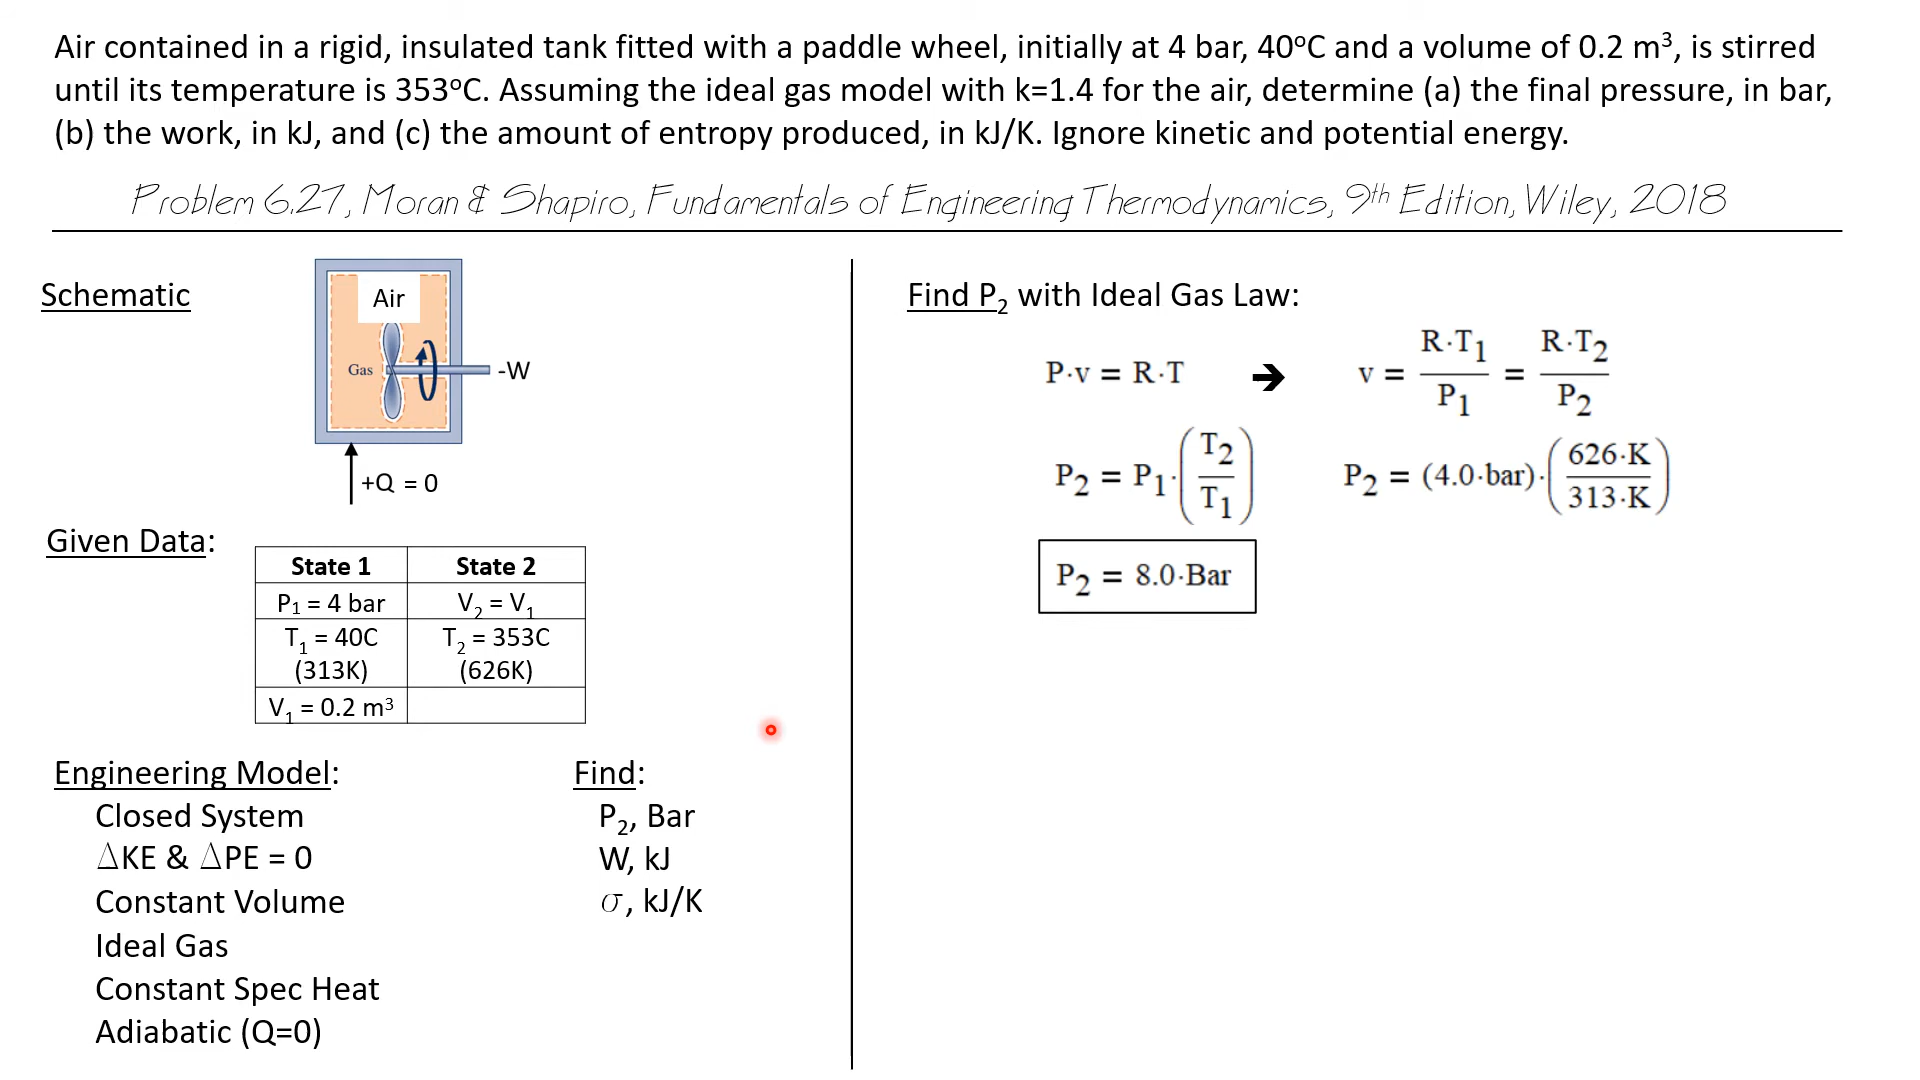 Air contained in a rigid, insulated tank fitted with a paddle wheel, initially at 4 bar, 40ºC and a volume of 0.2 m³, is stirred
until its temperature is 353ºC. Assuming the ideal gas model with k=1.4 for the air, determine (a) the final pressure, in bar,
(b) the work, in kJ, and (c) the amount of entropy produced, in kJ/K. Ignore kinetic and potential energy.
Problem 6.27, Moran & Shapiro, Fundamentals of Engineering Thermodynamics, 9th Edition, Wiley, 2018
Schematic
Air
Gas
-W
+Q = 0
Given Data:
State 1 State 2
P₁ = 4 bar V₂ = V₁
T₁ = 40C T₂ = 353C
(313K) (626K)
V₁ = 0.2 m³
Engineering Model:
Closed System
ΔKE & ΔPE = 0
Constant Volume
Ideal Gas
Constant Spec Heat
Adiabatic (Q=0)
Find:
P₂, Bar
W, kJ
σ, kJ/K
Find P₂ with Ideal Gas Law:
P·v = R·T ➔ v = R·T₁/P₁ = R·T₂/P₂
P₂ = P₁·(T₂/T₁) P₂ = (4.0·bar)·(626·K/313·K)
P₂ = 8.0·Bar